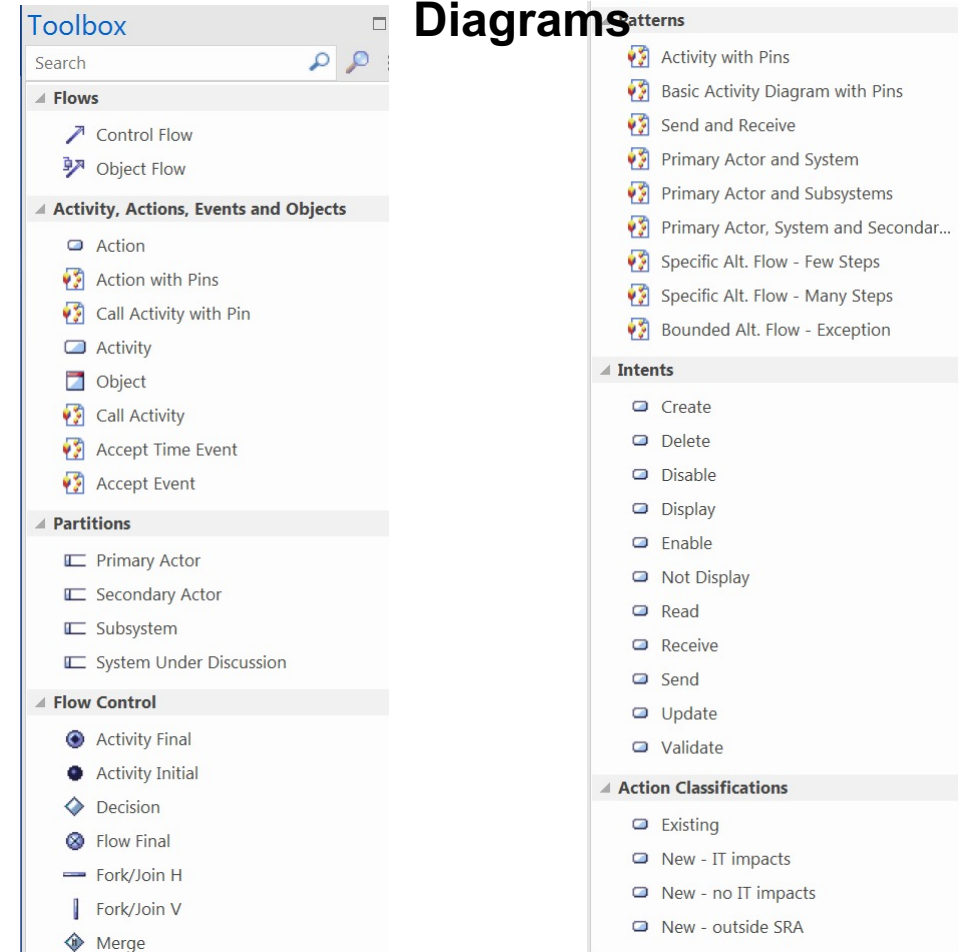 Diagrams
Toolbox
Search
Flows
Control Flow
Object Flow
Activity, Actions, Events and Objects
Action
Action with Pins
Call Activity with Pin
Activity
Object
Call Activity
Accept Time Event
Accept Event
Partitions
Primary Actor
Secondary Actor
Subsystem
System Under Discussion
Flow Control
Activity Final
Activity Initial
Decision
Flow Final
Fork/Join H
Fork/Join V
Merge
Patterns
Activity with Pins
Basic Activity Diagram with Pins
Send and Receive
Primary Actor and System
Primary Actor and Subsystems
Primary Actor, System and Secondar...
Specific Alt. Flow - Few Steps
Specific Alt. Flow - Many Steps
Bounded Alt. Flow - Exception
Intents
Create
Delete
Disable
Display
Enable
Not Display
Read
Receive
Send
Update
Validate
Action Classifications
Existing
New - IT impacts
New - no IT impacts
New - outside SRA